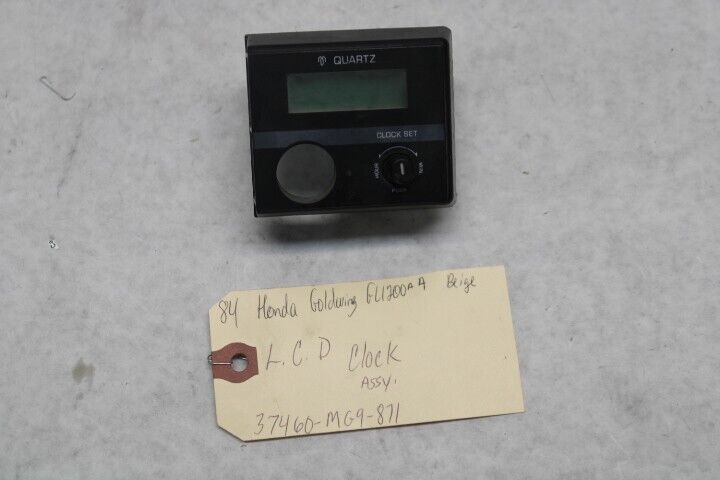 QUARTZ
CLOCK SET
HOUR MIN
PUSH
84 Honda Goldwing GL1200A A Beige
L.C.D Clock
Assy.
37460-MG9-871